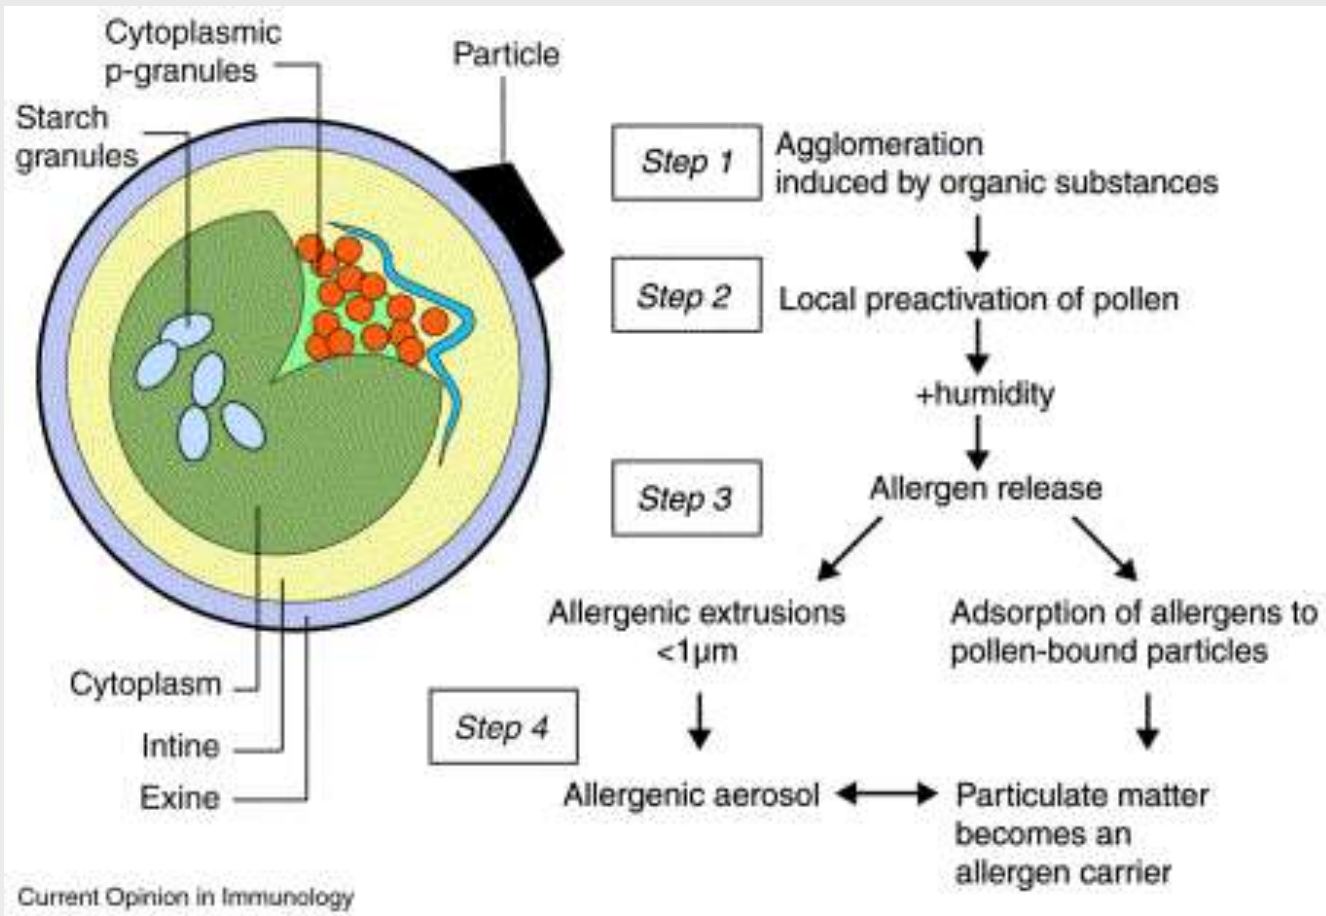 Cytoplasmic
p-granules
Particle
Starch
granules
Step 1
Agglomeration
induced by organic substances
Step 2
Local preactivation of pollen
+humidity
Step 3
Allergen release
Allergenic extrusions
<1μm
Adsorption of allergens to
pollen-bound particles
Cytoplasm
Intine
Exine
Step 4
Allergenic aerosol
Particulate matter
becomes an
allergen carrier
Current Opinion in Immunology